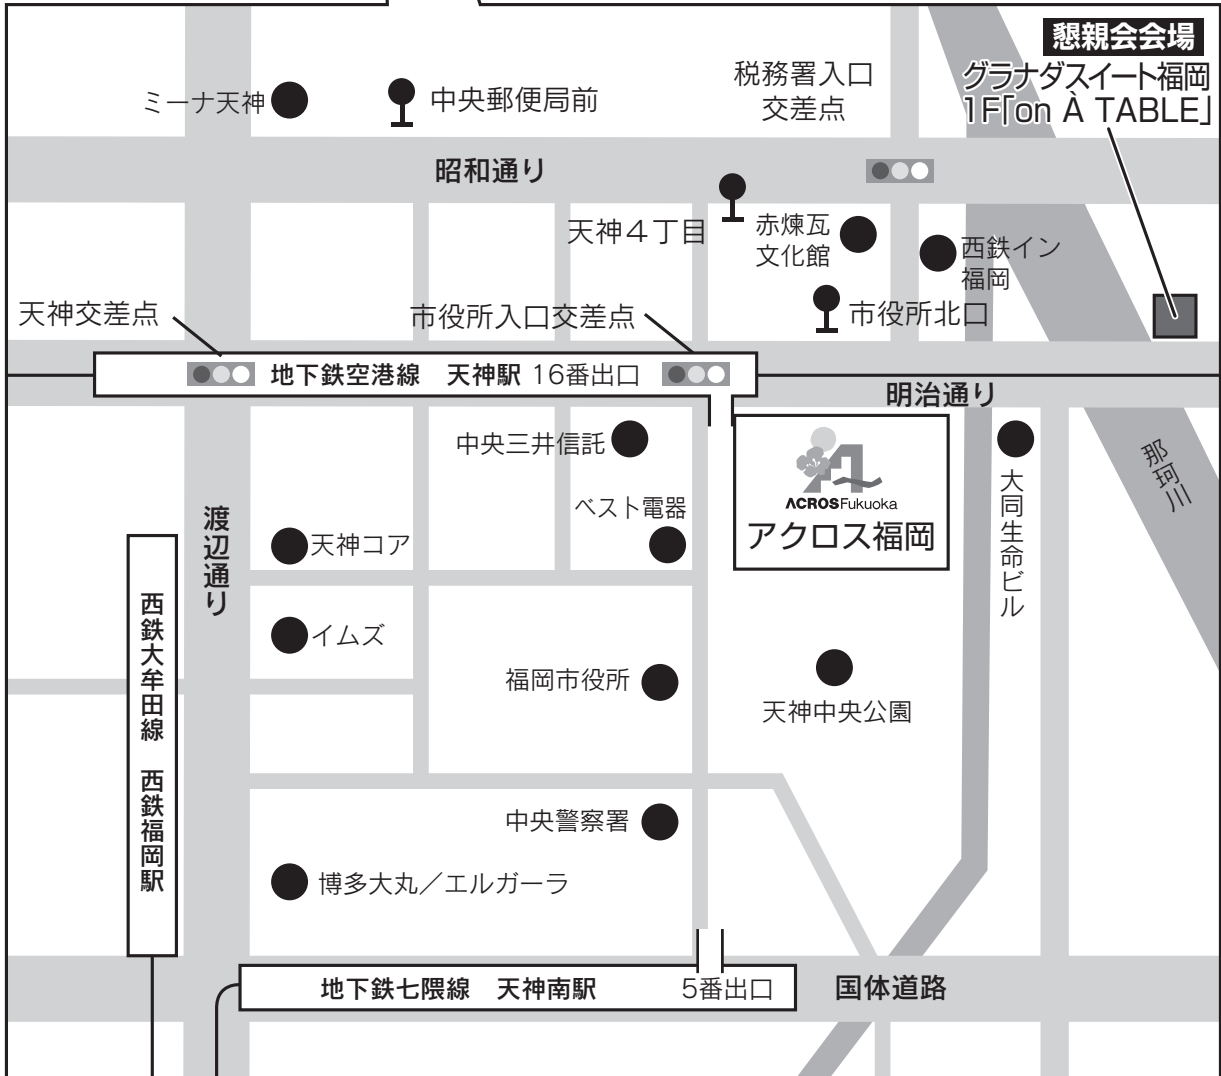 懇親会会場
グラナダスイート福岡
1F「on À TABLE」
税務署入口
交差点
ミーナ天神
中央郵便局前
昭和通り
天神4丁目
赤煉瓦
文化館
西鉄イン
福岡
天神交差点
市役所入口交差点
市役所北口
地下鉄空港線 天神駅 16番出口
明治通り
中央三井信託
ACROS Fukuoka
アクロス福岡
那珂川
大同生命ビル
ベスト電器
渡辺通り
天神コア
イムズ
西鉄大牟田線 西鉄福岡駅
福岡市役所
天神中央公園
中央警察署
博多大丸／エルガーラ
地下鉄七隈線 天神南駅 5番出口
国体道路